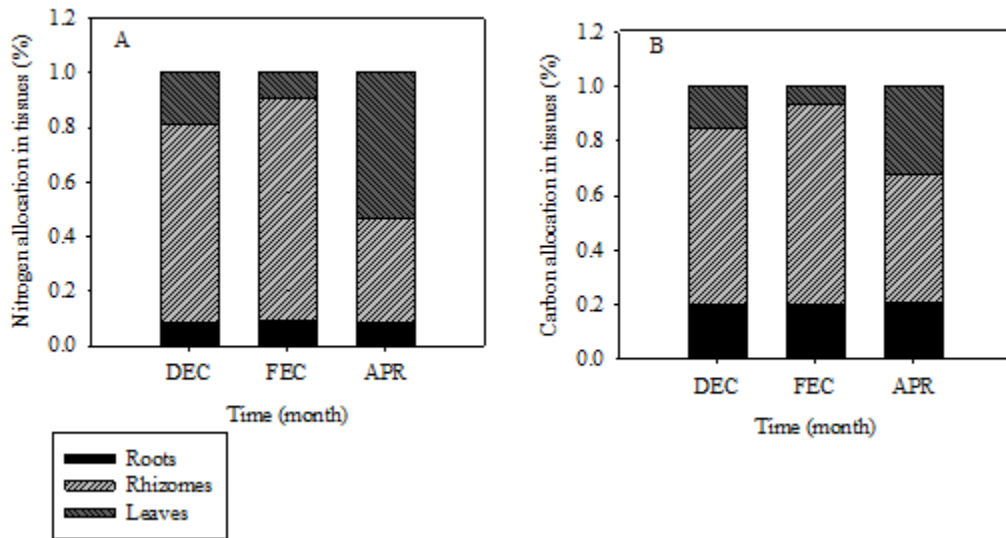 A
Nitrogen allocation in tissues (%)
1.2
1.0
0.8
0.6
0.4
0.2
0.0
DEC FEC APR
Time (month)
B
Carbon allocation in tissues (%)
1.2
1.0
0.8
0.6
0.4
0.2
0.0
DEC FEC APR
Time (month)
Roots
Rhizomes
Leaves